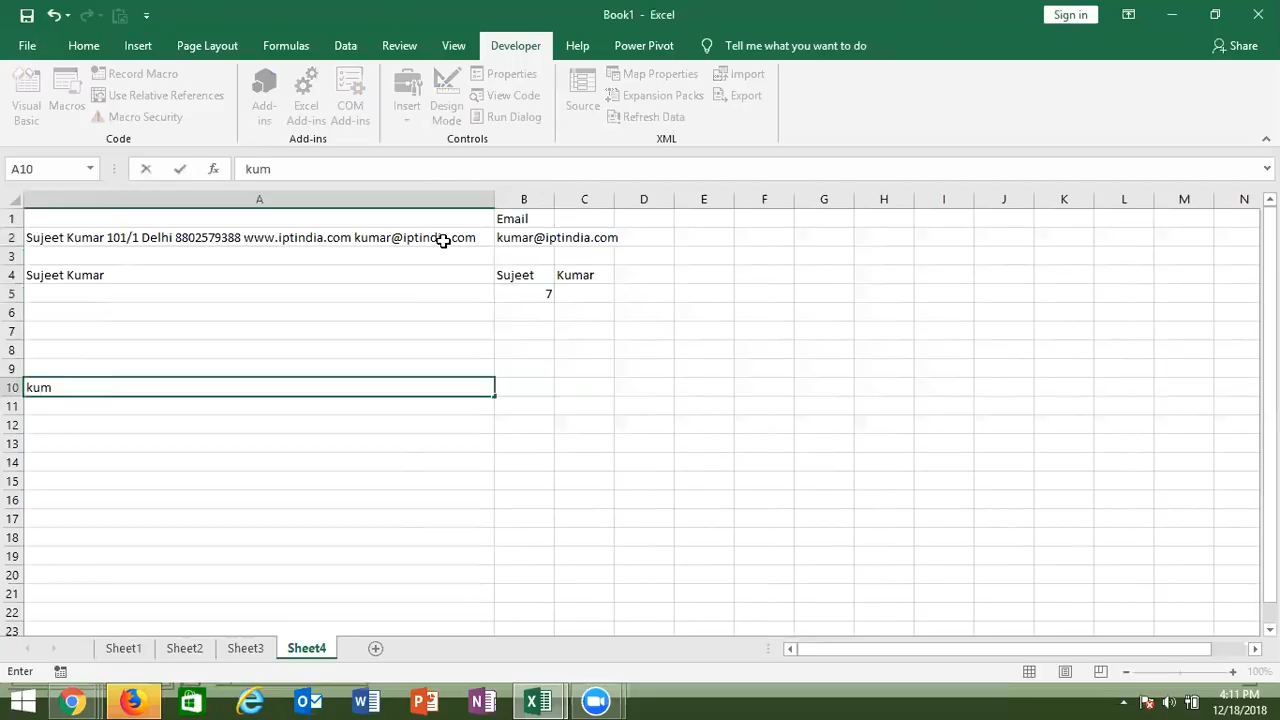 Book1 - Excel
Sign in
File Home Insert Page Layout Formulas Data Review View Developer Help Power Pivot Tell me what you want to do Share
Visual Basic
Macros
Record Macro
Use Relative References
Macro Security
Code
Add-ins
Excel Add-ins
COM Add-ins
Add-ins
Insert
Design Mode
Properties
View Code
Run Dialog
Controls
Source
Map Properties
Expansion Packs
Refresh Data
Import
Export
XML
A10 fx kum
A B C D E F G H I J K L M N
1 Email
2 Sujeet Kumar 101/1 Delhi 8802579388 www.iptindia.com kumar@iptindia.com kumar@iptindia.com
3
4 Sujeet Kumar Sujeet Kumar
5 7
6
7
8
9
10 kum
11
12
13
14
15
16
17
18
19
20
21
22
23
Sheet1 Sheet2 Sheet3 Sheet4
Enter 100%
4:11 PM
12/18/2018